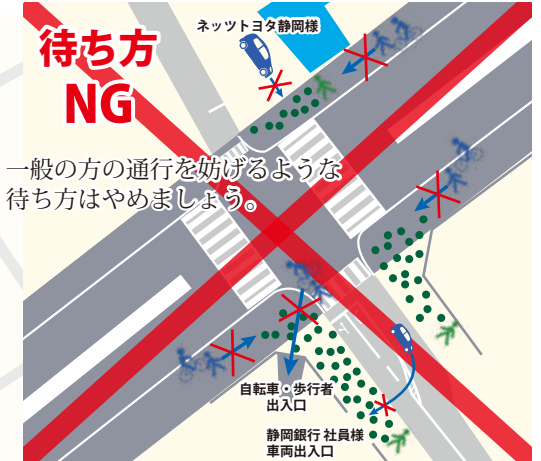 ネッツトヨタ静岡様
待ち方
NG
一般の方の通行を妨げるような
待ち方はやめましょう。
自転車・歩行者
出入口
静岡銀行 社員様
車両出入口